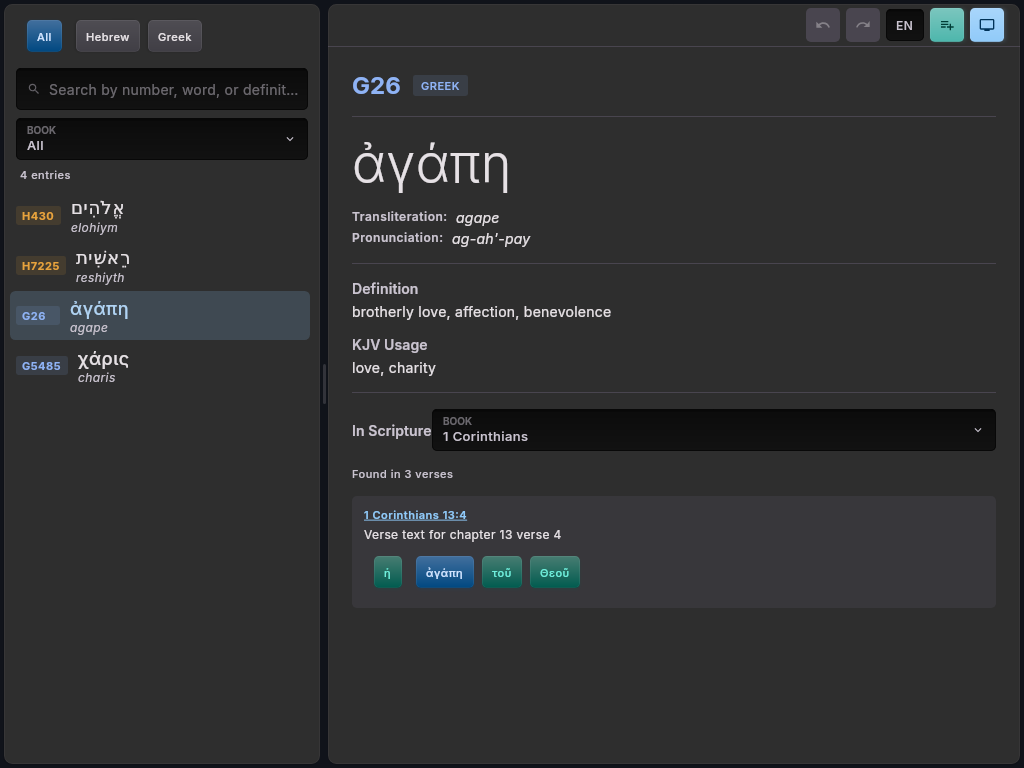 All
Hebrew
Greek
Search by number, word, or definit...
BOOK
All
4 entries
H430
אֱלֹהִים
elohiym
H7225
רֵאשִׁית
reshiyth
G26
ἀγάπη
agape
G5485
χάρις
charis
EN
G26
GREEK
ἀγάπη
Transliteration: agape
Pronunciation: ag-ah'-pay
Definition
brotherly love, affection, benevolence
KJV Usage
love, charity
In Scripture
BOOK
1 Corinthians
Found in 3 verses
1 Corinthians 13:4
Verse text for chapter 13 verse 4
ἡ
ἀγάπη
τοῦ
Θεοῦ